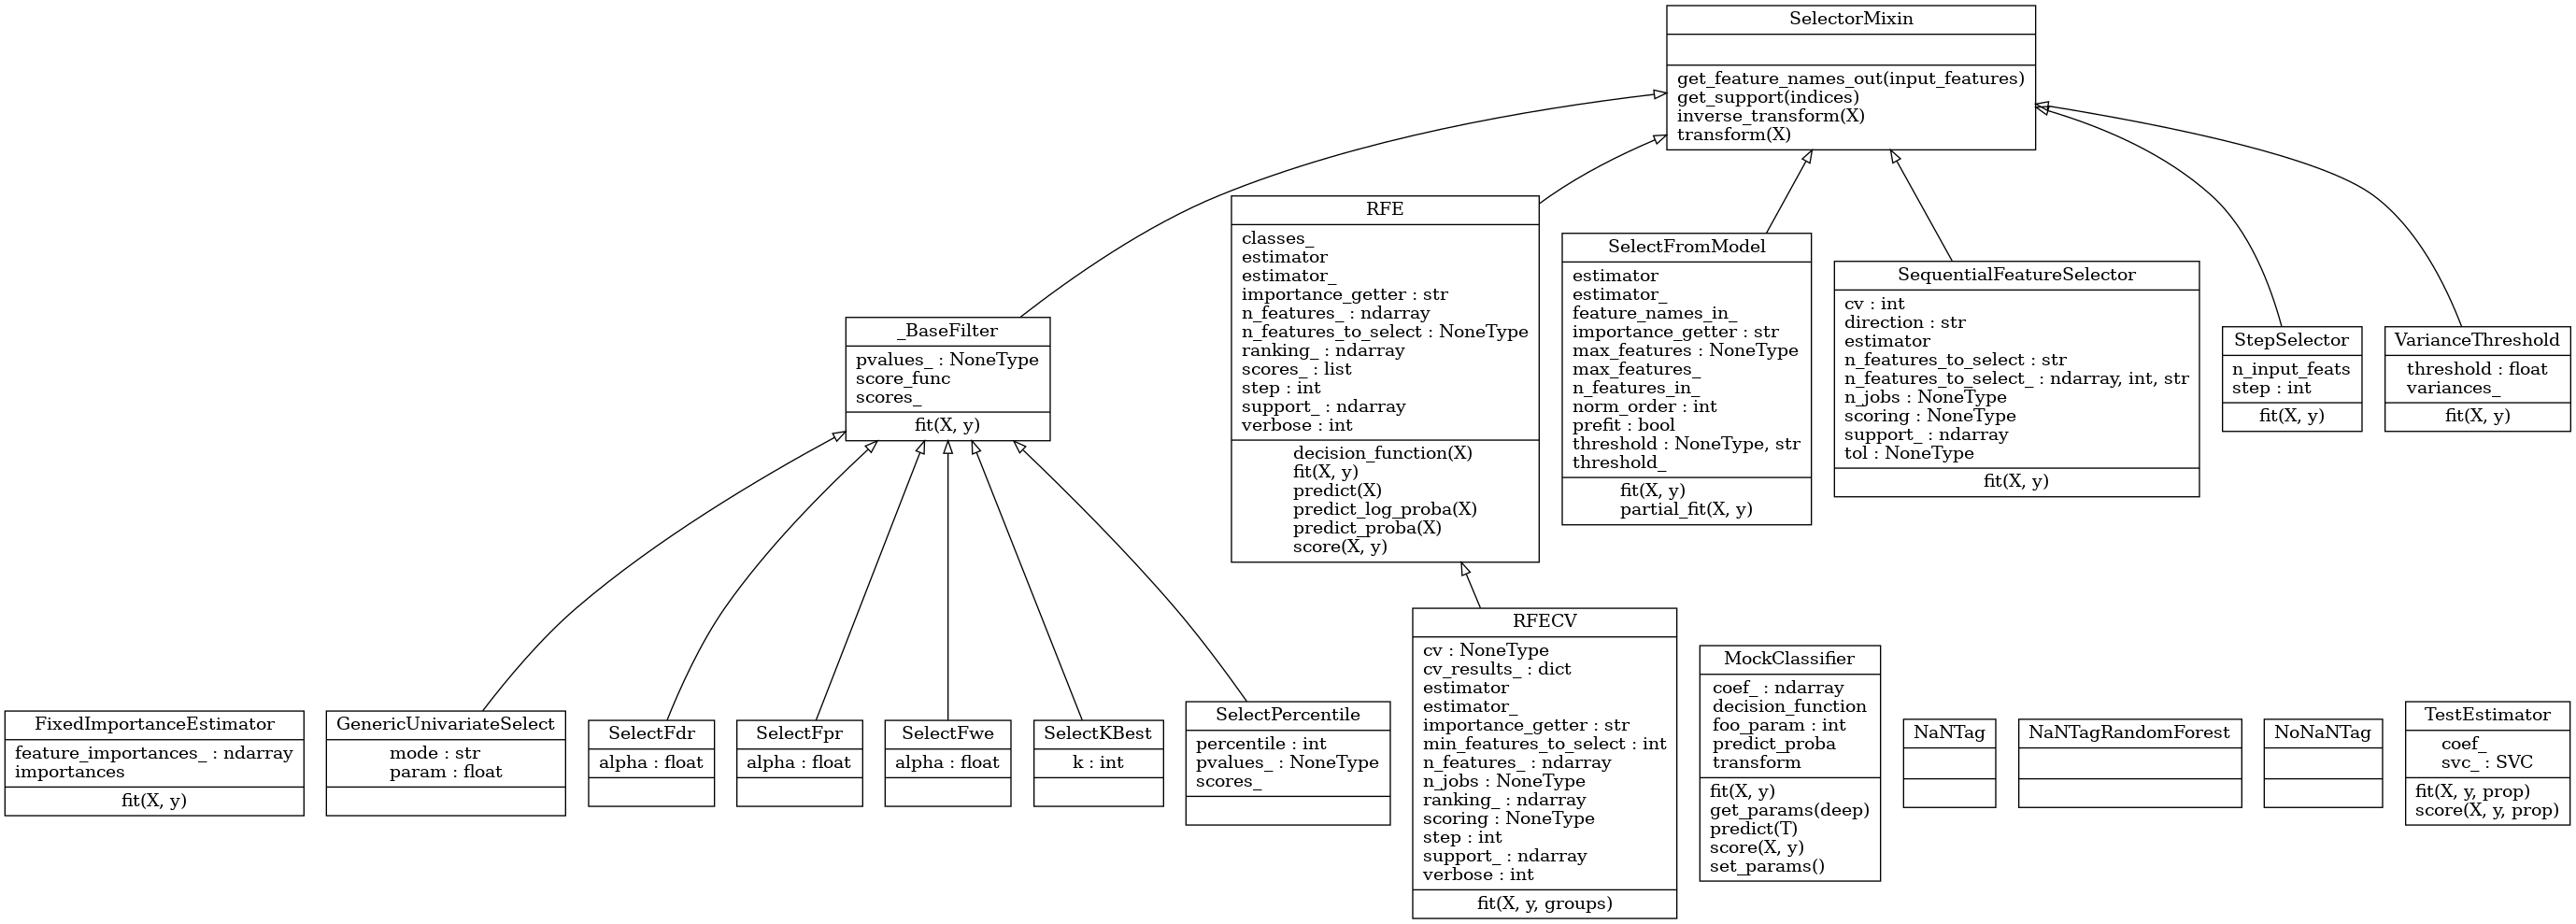 SelectorMixin
get_feature_names_out(input_features)
get_support(indices)
inverse_transform(X)
transform(X)
RFE
classes_
estimator
estimator_
importance_getter : str
n_features_ : ndarray
n_features_to_select : NoneType
ranking_ : ndarray
scores_ : list
step : int
support_ : ndarray
verbose : int
decision_function(X)
fit(X, y)
predict(X)
predict_log_proba(X)
predict_proba(X)
score(X, y)
SelectFromModel
estimator
estimator_
feature_names_in_
importance_getter : str
max_features : NoneType
max_features_
n_features_in_
norm_order : int
prefit : bool
threshold : NoneType, str
threshold_
fit(X, y)
partial_fit(X, y)
SequentialFeatureSelector
cv : int
direction : str
estimator
n_features_to_select : str
n_features_to_select_ : ndarray, int, str
n_jobs : NoneType
scoring : NoneType
support_ : ndarray
tol : NoneType
fit(X, y)
_BaseFilter
pvalues_ : NoneType
score_func
scores_
fit(X, y)
StepSelector
n_input_feats
step : int
fit(X, y)
VarianceThreshold
threshold : float
variances_
fit(X, y)
FixedImportanceEstimator
feature_importances_ : ndarray
importances
fit(X, y)
GenericUnivariateSelect
mode : str
param : float
SelectFdr
alpha : float
SelectFpr
alpha : float
SelectFwe
alpha : float
SelectKBest
k : int
SelectPercentile
percentile : int
pvalues_ : NoneType
scores_
RFECV
cv : NoneType
cv_results_ : dict
estimator
estimator_
importance_getter : str
min_features_to_select : int
n_features_ : ndarray
n_jobs : NoneType
ranking_ : ndarray
scoring : NoneType
step : int
support_ : ndarray
verbose : int
fit(X, y, groups)
MockClassifier
coef_ : ndarray
decision_function
foo_param : int
predict_proba
transform
fit(X, y)
get_params(deep)
predict(T)
score(X, y)
set_params()
NaNTag
NaNTagRandomForest
NoNaNTag
TestEstimator
coef_
svc_ : SVC
fit(X, y, prop)
score(X, y, prop)